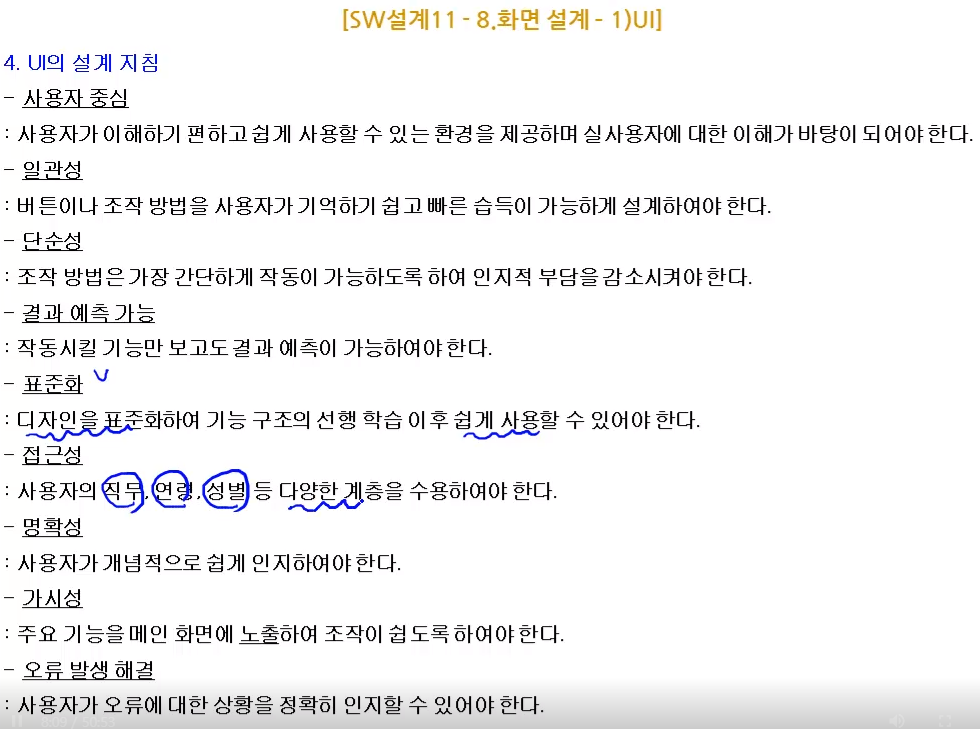 [SW설계11 - 8.화면 설계 - 1)UI]
4. UI의 설계 지침
- 사용자 중심
: 사용자가 이해하기 편하고 쉽게 사용할 수 있는 환경을 제공하며 실사용자에 대한 이해가 바탕이 되어야 한다.
- 일관성
: 버튼이나 조작 방법을 사용자가 기억하기 쉽고 빠른 습득이 가능하게 설계하여야 한다.
- 단순성
: 조작 방법은 가장 간단하게 작동이 가능하도록 하여 인지적 부담을 감소시켜야 한다.
- 결과 예측 가능
: 작동시킬 기능만 보고도 결과 예측이 가능하여야 한다.
- 표준화
: 디자인을 표준화하여 기능 구조의 선행 학습 이후 쉽게 사용할 수 있어야 한다.
- 접근성
: 사용자의 직무, 연령, 성별 등 다양한 계층을 수용하여야 한다.
- 명확성
: 사용자가 개념적으로 쉽게 인지하여야 한다.
- 가시성
: 주요 기능을 메인 화면에 노출하여 조작이 쉽도록 하여야 한다.
- 오류 발생 해결
: 사용자가 오류에 대한 상황을 정확히 인지할 수 있어야 한다.